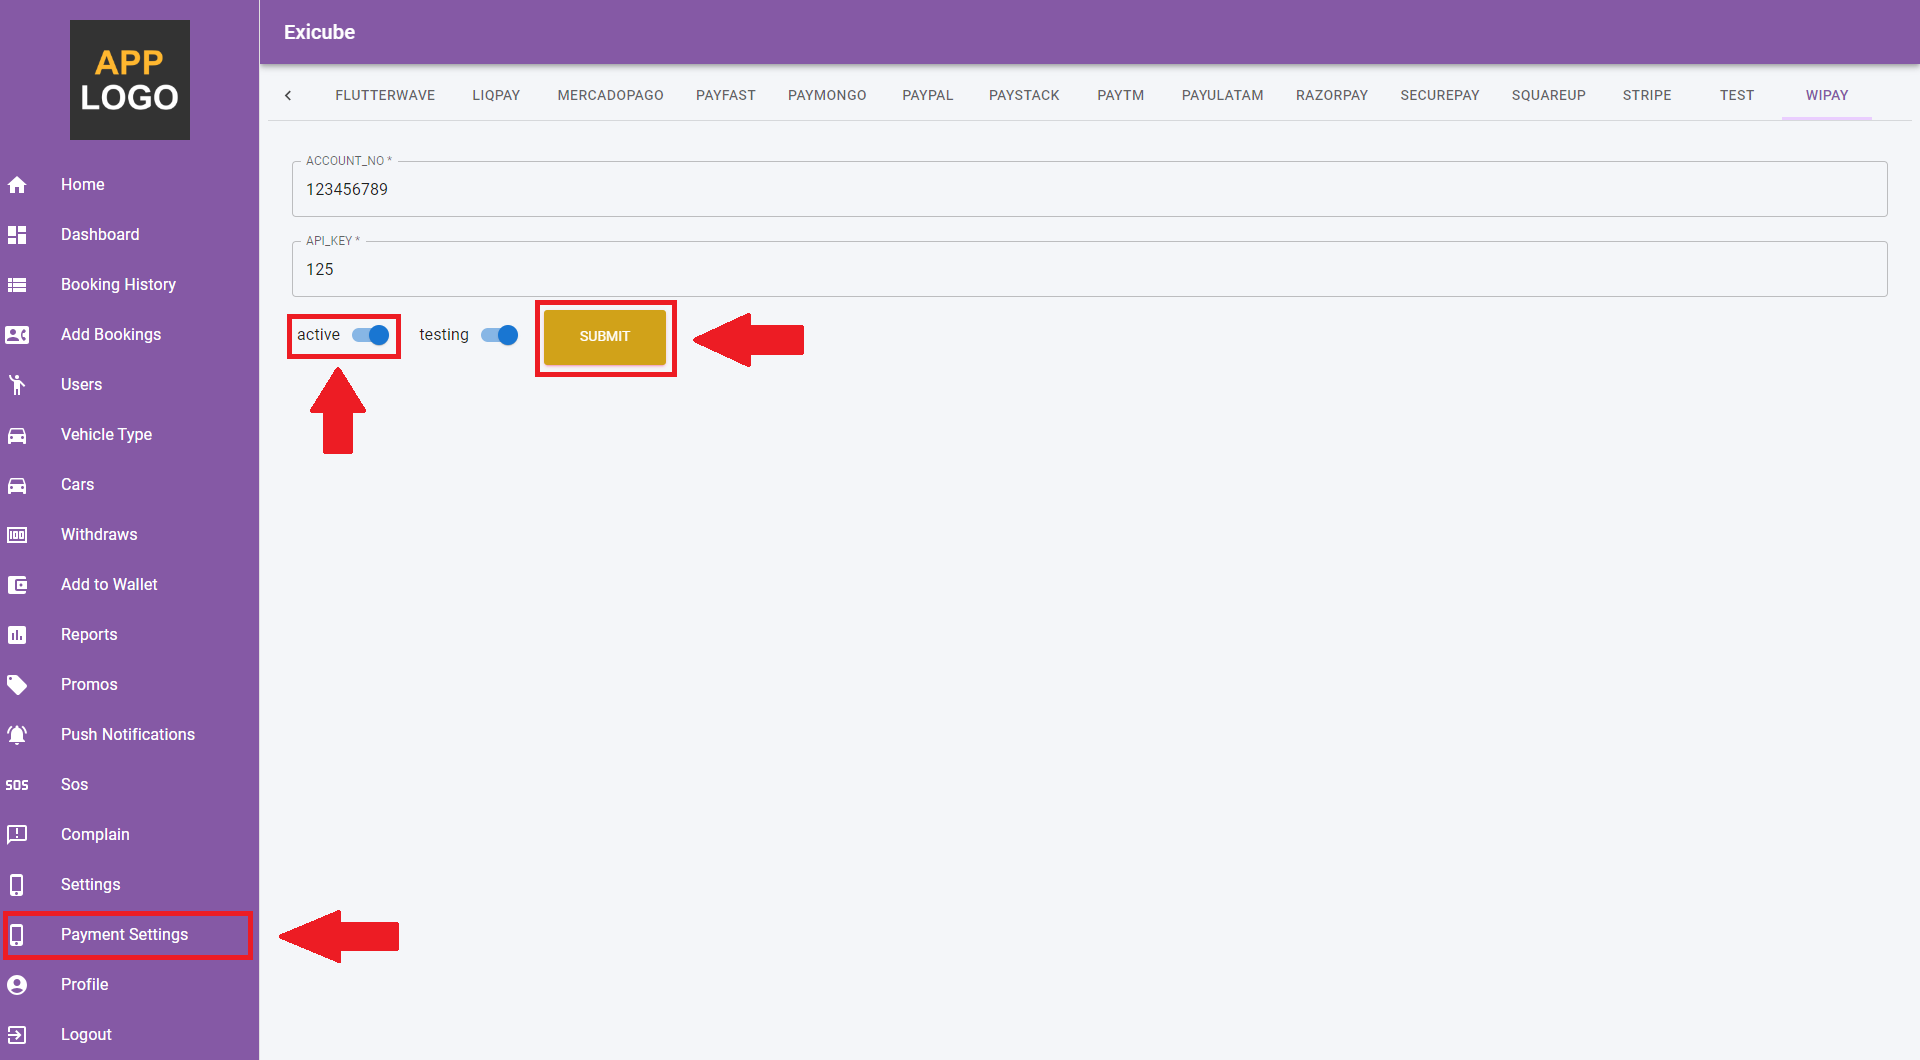 APP
LOGO
Home
Dashboard
Booking History
Add Bookings
Users
Vehicle Type
Cars
Withdraws
Add to Wallet
Reports
Promos
Push Notifications
SOS Sos
Complain
Settings
Payment Settings
Profile
Logout
Exicube
FLUTTERWAVE LIQPAY MERCADOPAGO PAYFAST PAYMONGO PAYPAL PAYSTACK PAYTM PAYULATAM RAZORPAY SECUREPAY SQUAREUP STRIPE TEST WIPAY
ACCOUNT_NO *
123456789
API_KEY *
125
active testing SUBMIT